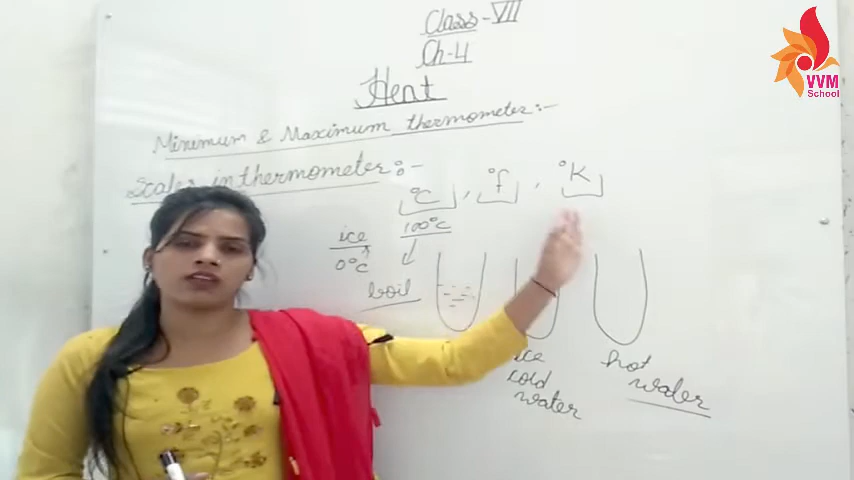 Class-VII
Ch-4
Heat
Minimum & Maximum thermometer:-
Scales in thermometer:-
°C, °f, °K
ice 100°C
0°C
boil
ice
cold
water
hot
water
VVM
School